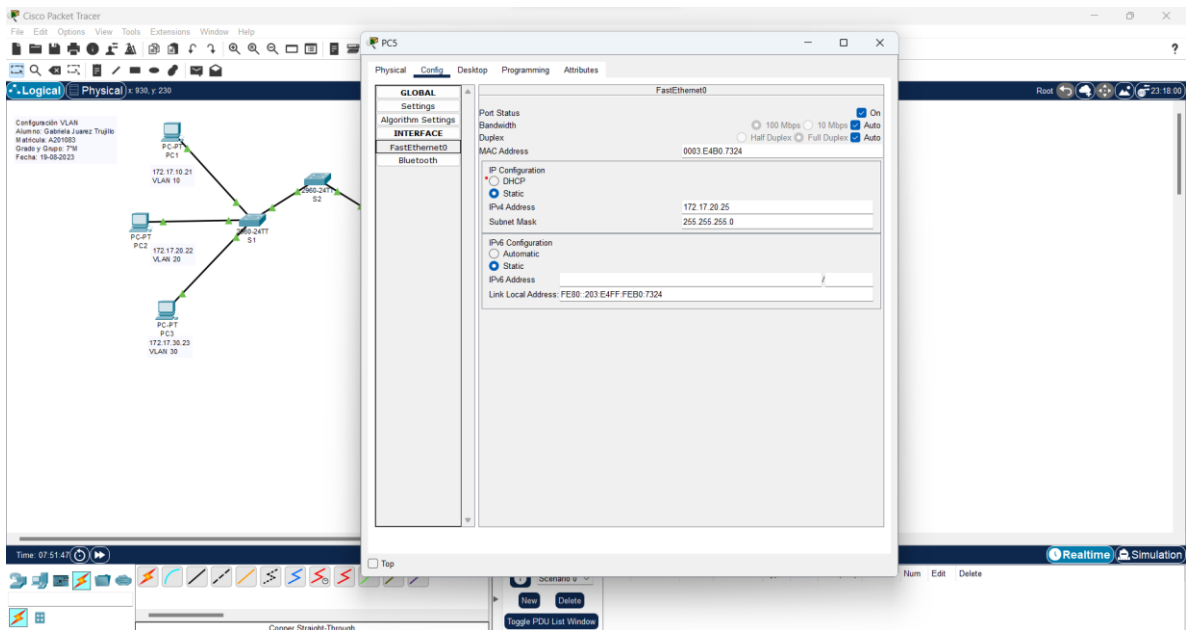 Cisco Packet Tracer
File Edit Options View Tools Extensions Window Help
?
Logical Physical x: 930, y: 230
Root 23:18:00
Configuración VLAN
Alumno: Gabriela Juarez Trujillo
Matricula: A201083
Grado y Grupo: 7°M
Fecha: 19-08-2023
PC-PT
PC1
172.17.10.21
VLAN 10
2960-24TT
S2
2960-24TT
S1
PC-PT
PC2
172.17.20.22
VLAN 20
PC-PT
PC3
172.17.30.23
VLAN 30
PC5
Physical Config Desktop Programming Attributes
GLOBAL
Settings
Algorithm Settings
INTERFACE
FastEthernet0
Bluetooth
FastEthernet0
Port Status On
Bandwidth 100 Mbps 10 Mbps Auto
Duplex Half Duplex Full Duplex Auto
MAC Address 0003.E4B0.7324
IP Configuration
DHCP
Static
IPv4 Address 172.17.20.25
Subnet Mask 255.255.255.0
IPv6 Configuration
Automatic
Static
IPv6 Address /
Link Local Address: FE80::203:E4FF:FEB0:7324
Top
Time: 07:51:47
Realtime Simulation
Scenario 0
New Delete
Toggle PDU List Window
Num Edit Delete
Copper Straight-Through